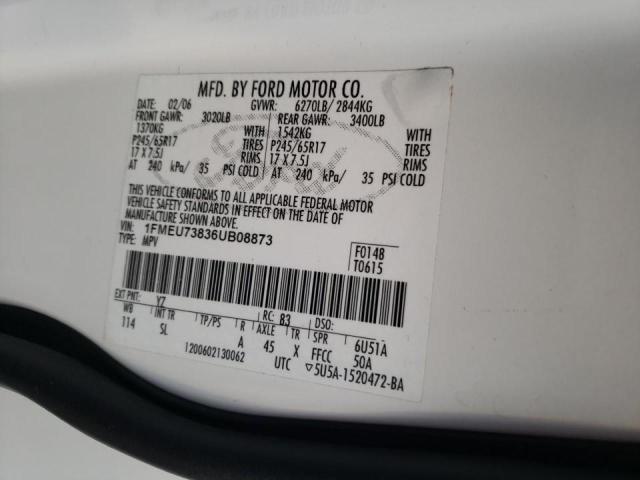 MFD. BY FORD MOTOR CO.
DATE: 02/06 GVWR: 6270LB/ 2844KG
FRONT GAWR: 3020LB REAR GAWR: 3400LB
1370KG 1542KG
P245/65R17 TIRES P245/65R17 TIRES
17 X 7.5J RIMS 17 X 7.5J RIMS
AT 240 kPa/ 35 PSI COLD AT 240 kPa/ 35 PSI COLD
THIS VEHICLE CONFORMS TO ALL APPLICABLE FEDERAL MOTOR
VEHICLE SAFETY STANDARDS IN EFFECT ON THE DATE OF
MANUFACTURE SHOWN ABOVE.
VIN: 1FMEU73836UB08873
TYPE: MPV
F0148
T0615
EXT PNT: YZ RC: 83 DSO:
WB INT TR TP/PS R AXLE TR SPR 6U51A
114 SL A 45 X FFCC 50A
1200602130062 UTC ▽5U5A-1520472-BA